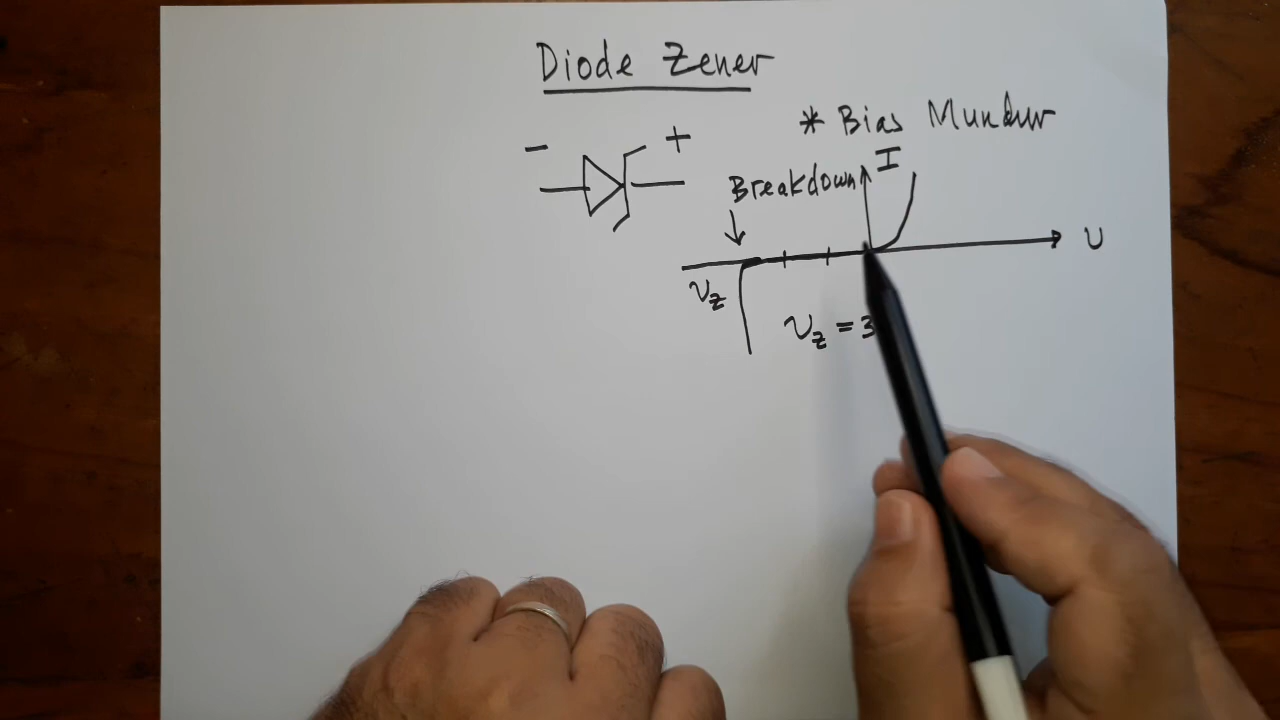 Diode Zener
* Bias Mundur
- +
I
Breakdown
U
Vz
Vz = 3